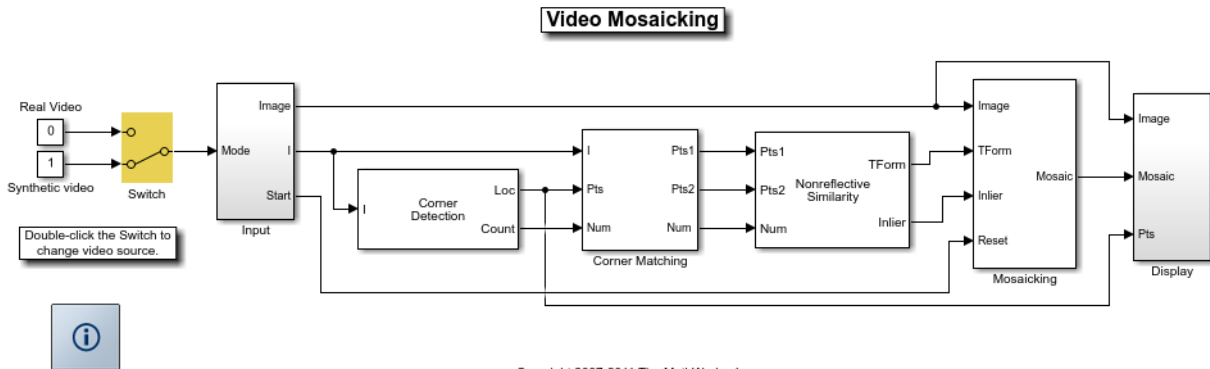 Video Mosaicking
Real Video
0
1
Synthetic video
Switch
Double-click the Switch to
change video source.
Mode
Image
I
Start
Input
I
Corner
Detection
Loc
Count
I
Pts
Num
Pts1
Pts2
Num
Corner Matching
Pts1
Pts2
Num
Nonreflective
Similarity
TForm
Inlier
Image
TForm
Inlier
Reset
Mosaic
Mosaicking
Image
Mosaic
Pts
Display